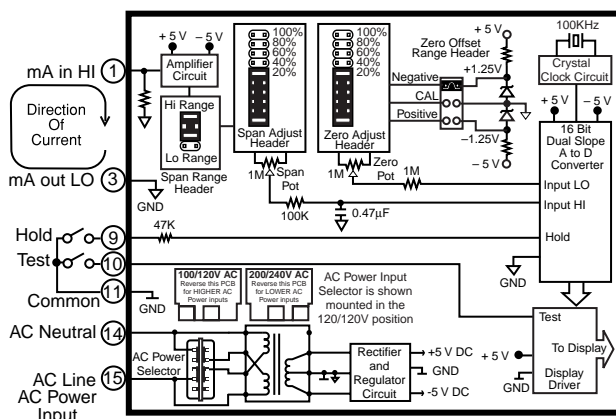 + 5 V
– 5 V
mA in HI
1
Amplifier
Circuit
Direction
Of
Current
Hi Range
Lo Range
Span Range
Header
mA out LO
3
GND
100%
80%
60%
40%
20%
Span Adjust
Header
1M
Span
Pot
100K
100%
80%
60%
40%
20%
Zero Adjust
Header
1M
Zero
Pot
1M
0.47µF
Zero Offset
Range Header
Negative
CAL
Positive
+ 5 V
+1.25V
–1.25V
– 5 V
100KHz
Crystal
Clock Circuit
+ 5 V
– 5 V
16 Bit
Dual Slope
A to D
Converter
Input LO
Input HI
Hold
GND
Hold
9
47K
Test
10
Common
11
GND
100/120V AC
Reverse this PCB
for HIGHER AC
Power inputs
200/240V AC
Reverse this PCB
for LOWER AC
Power inputs
AC Power Input
Selector is shown
mounted in the
120/120V position
AC Neutral
14
AC Power
Selector
15
AC Line
AC Power
Input
Rectifier
and
Regulator
Circuit
+5 V DC
GND
-5 V DC
Test
To Display
+ 5 V
GND
Display
Driver